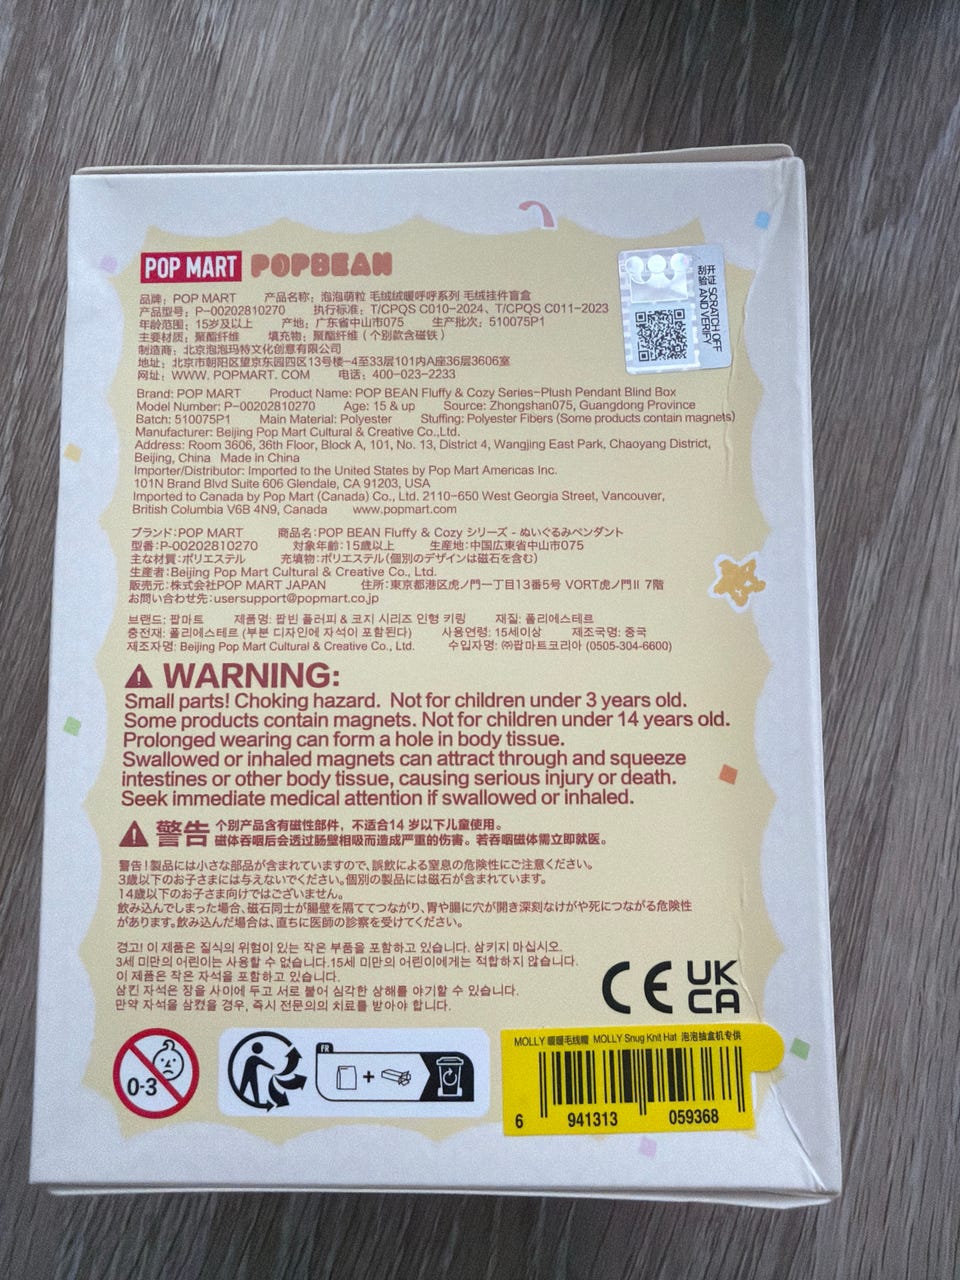 POP MART POPBEAN
开证 SCRATCH OFF
刮验 AND VERIFY
品牌：POP MART 产品名称：泡泡萌粒 毛绒绒暖呼呼系列 毛绒挂件盲盒
产品型号：P-00202810270 执行标准：T/CPQS C010-2024、T/CPQS C011-2023
年龄范围：15岁及以上 产地：广东省中山市075 生产批次：510075P1
主要材质：聚酯纤维 填充物：聚酯纤维（个别款含磁铁）
制造商：北京泡泡玛特文化创意有限公司
地址：北京市朝阳区望京东园四区13号楼-4至33层101内A座36层3606室
网址：WWW. POPMART. COM 电话：400-023-2233
Brand: POP MART Product Name: POP BEAN Fluffy & Cozy Series-Plush Pendant Blind Box
Model Number: P-00202810270 Age: 15 & up Source: Zhongshan075, Guangdong Province
Batch: 510075P1 Main Material: Polyester Stuffing: Polyester Fibers (Some products contain magnets)
Manufacturer: Beijing Pop Mart Cultural & Creative Co.,Ltd.
Address: Room 3606, 36th Floor, Block A, 101, No. 13, District 4, Wangjing East Park, Chaoyang District,
Beijing, China Made in China
Importer/Distributor: Imported to the United States by Pop Mart Americas Inc.
101N Brand Blvd Suite 606 Glendale, CA 91203, USA
Imported to Canada by Pop Mart (Canada) Co., Ltd. 2110-650 West Georgia Street, Vancouver,
British Columbia V6B 4N9, Canada www.popmart.com
ブランド：POP MART 商品名：POP BEAN Fluffy & Cozy シリーズ - ぬいぐるみペンダント
型番：P-00202810270 対象年齢：15歳以上 生産地：中国広東省中山市075
主な材質：ポリエステル 充填物：ポリエステル（個別のデザインは磁石を含む）
生産者：Beijing Pop Mart Cultural & Creative Co., Ltd.
販売元：株式会社POP MART JAPAN 住所：東京都港区虎ノ門一丁目13番5号 VORT虎ノ門II 7階
お問い合わせ先：usersupport@popmart.co.jp
브랜드: 팝마트 제품명: 팝빈 플러피 & 코지 시리즈 인형 키링 재질: 폴리에스테르
충전재: 폴리에스테르 (부분 디자인에 자석이 포함된다) 사용연령: 15세이상 제조국명: 중국
제조자명: Beijing Pop Mart Cultural & Creative Co., Ltd. 수입자명: ㈜팝마트코리아 (0505-304-6600)
WARNING:
Small parts! Choking hazard. Not for children under 3 years old.
Some products contain magnets. Not for children under 14 years old.
Prolonged wearing can form a hole in body tissue.
Swallowed or inhaled magnets can attract through and squeeze
intestines or other body tissue, causing serious injury or death.
Seek immediate medical attention if swallowed or inhaled.
警告 个别产品含有磁性部件，不适合14 岁以下儿童使用。
磁体吞咽后会透过肠壁相吸而造成严重的伤害。若吞咽磁体需立即就医。
警告！製品には小さな部品が含まれていますので、誤飲による窒息の危険性にご注意ください。
3歳以下のお子さまには与えないでください。個別の製品には磁石が含まれています。
14歳以下のお子さま向けではございません。
飲み込んでしまった場合、磁石同士が腸壁を隔ててつながり、胃や腸に穴が開き深刻なけがや死につながる危険性
があります。飲み込んだ場合は、直ちに医師の診察を受けてください。
경고! 이 제품은 질식의 위험이 있는 작은 부품을 포함하고 있습니다. 삼키지 마십시오.
3세 미만의 어린이는 사용할 수 없습니다.15세 미만의 어린이에게는 적합하지 않습니다.
이 제품은 작은 자석을 포함하고 있습니다.
삼킨 자석은 장을 사이에 두고 서로 붙어 심각한 상해를 야기할 수 있습니다.
만약 자석을 삼켰을 경우, 즉시 전문의의 치료를 받아야 합니다.
CE UK
CA
0-3
FR
MOLLY 暖暖毛线帽 MOLLY Snug Knit Hat 泡泡抽盒机专供
6 941313 059368